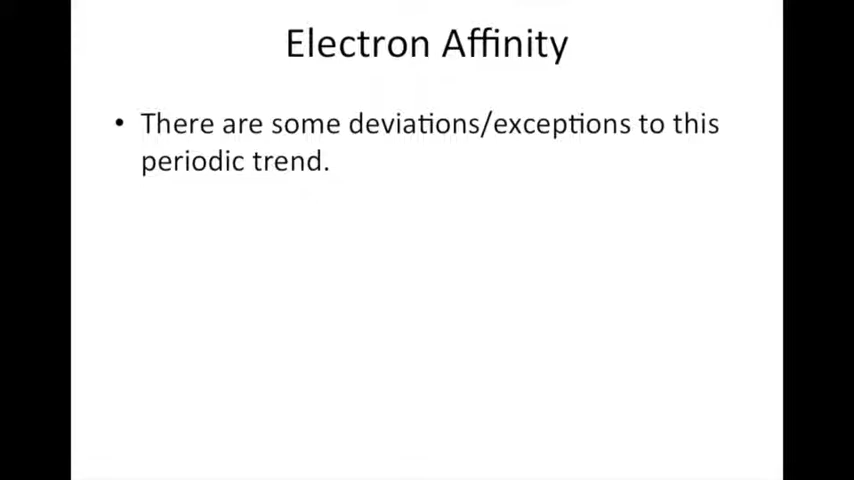 Electron Affinity
• There are some deviations/exceptions to this
periodic trend.